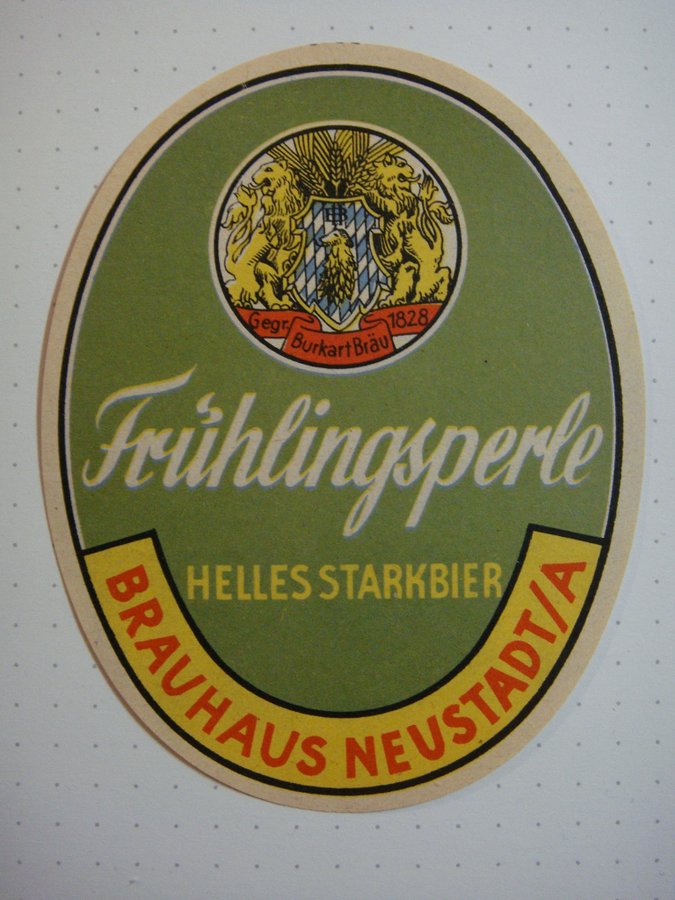 Gegr. 1828
Burkart Bräu
Frühlingsperle
HELLES STARKBIER
BRAUHAUS NEUSTADT/A